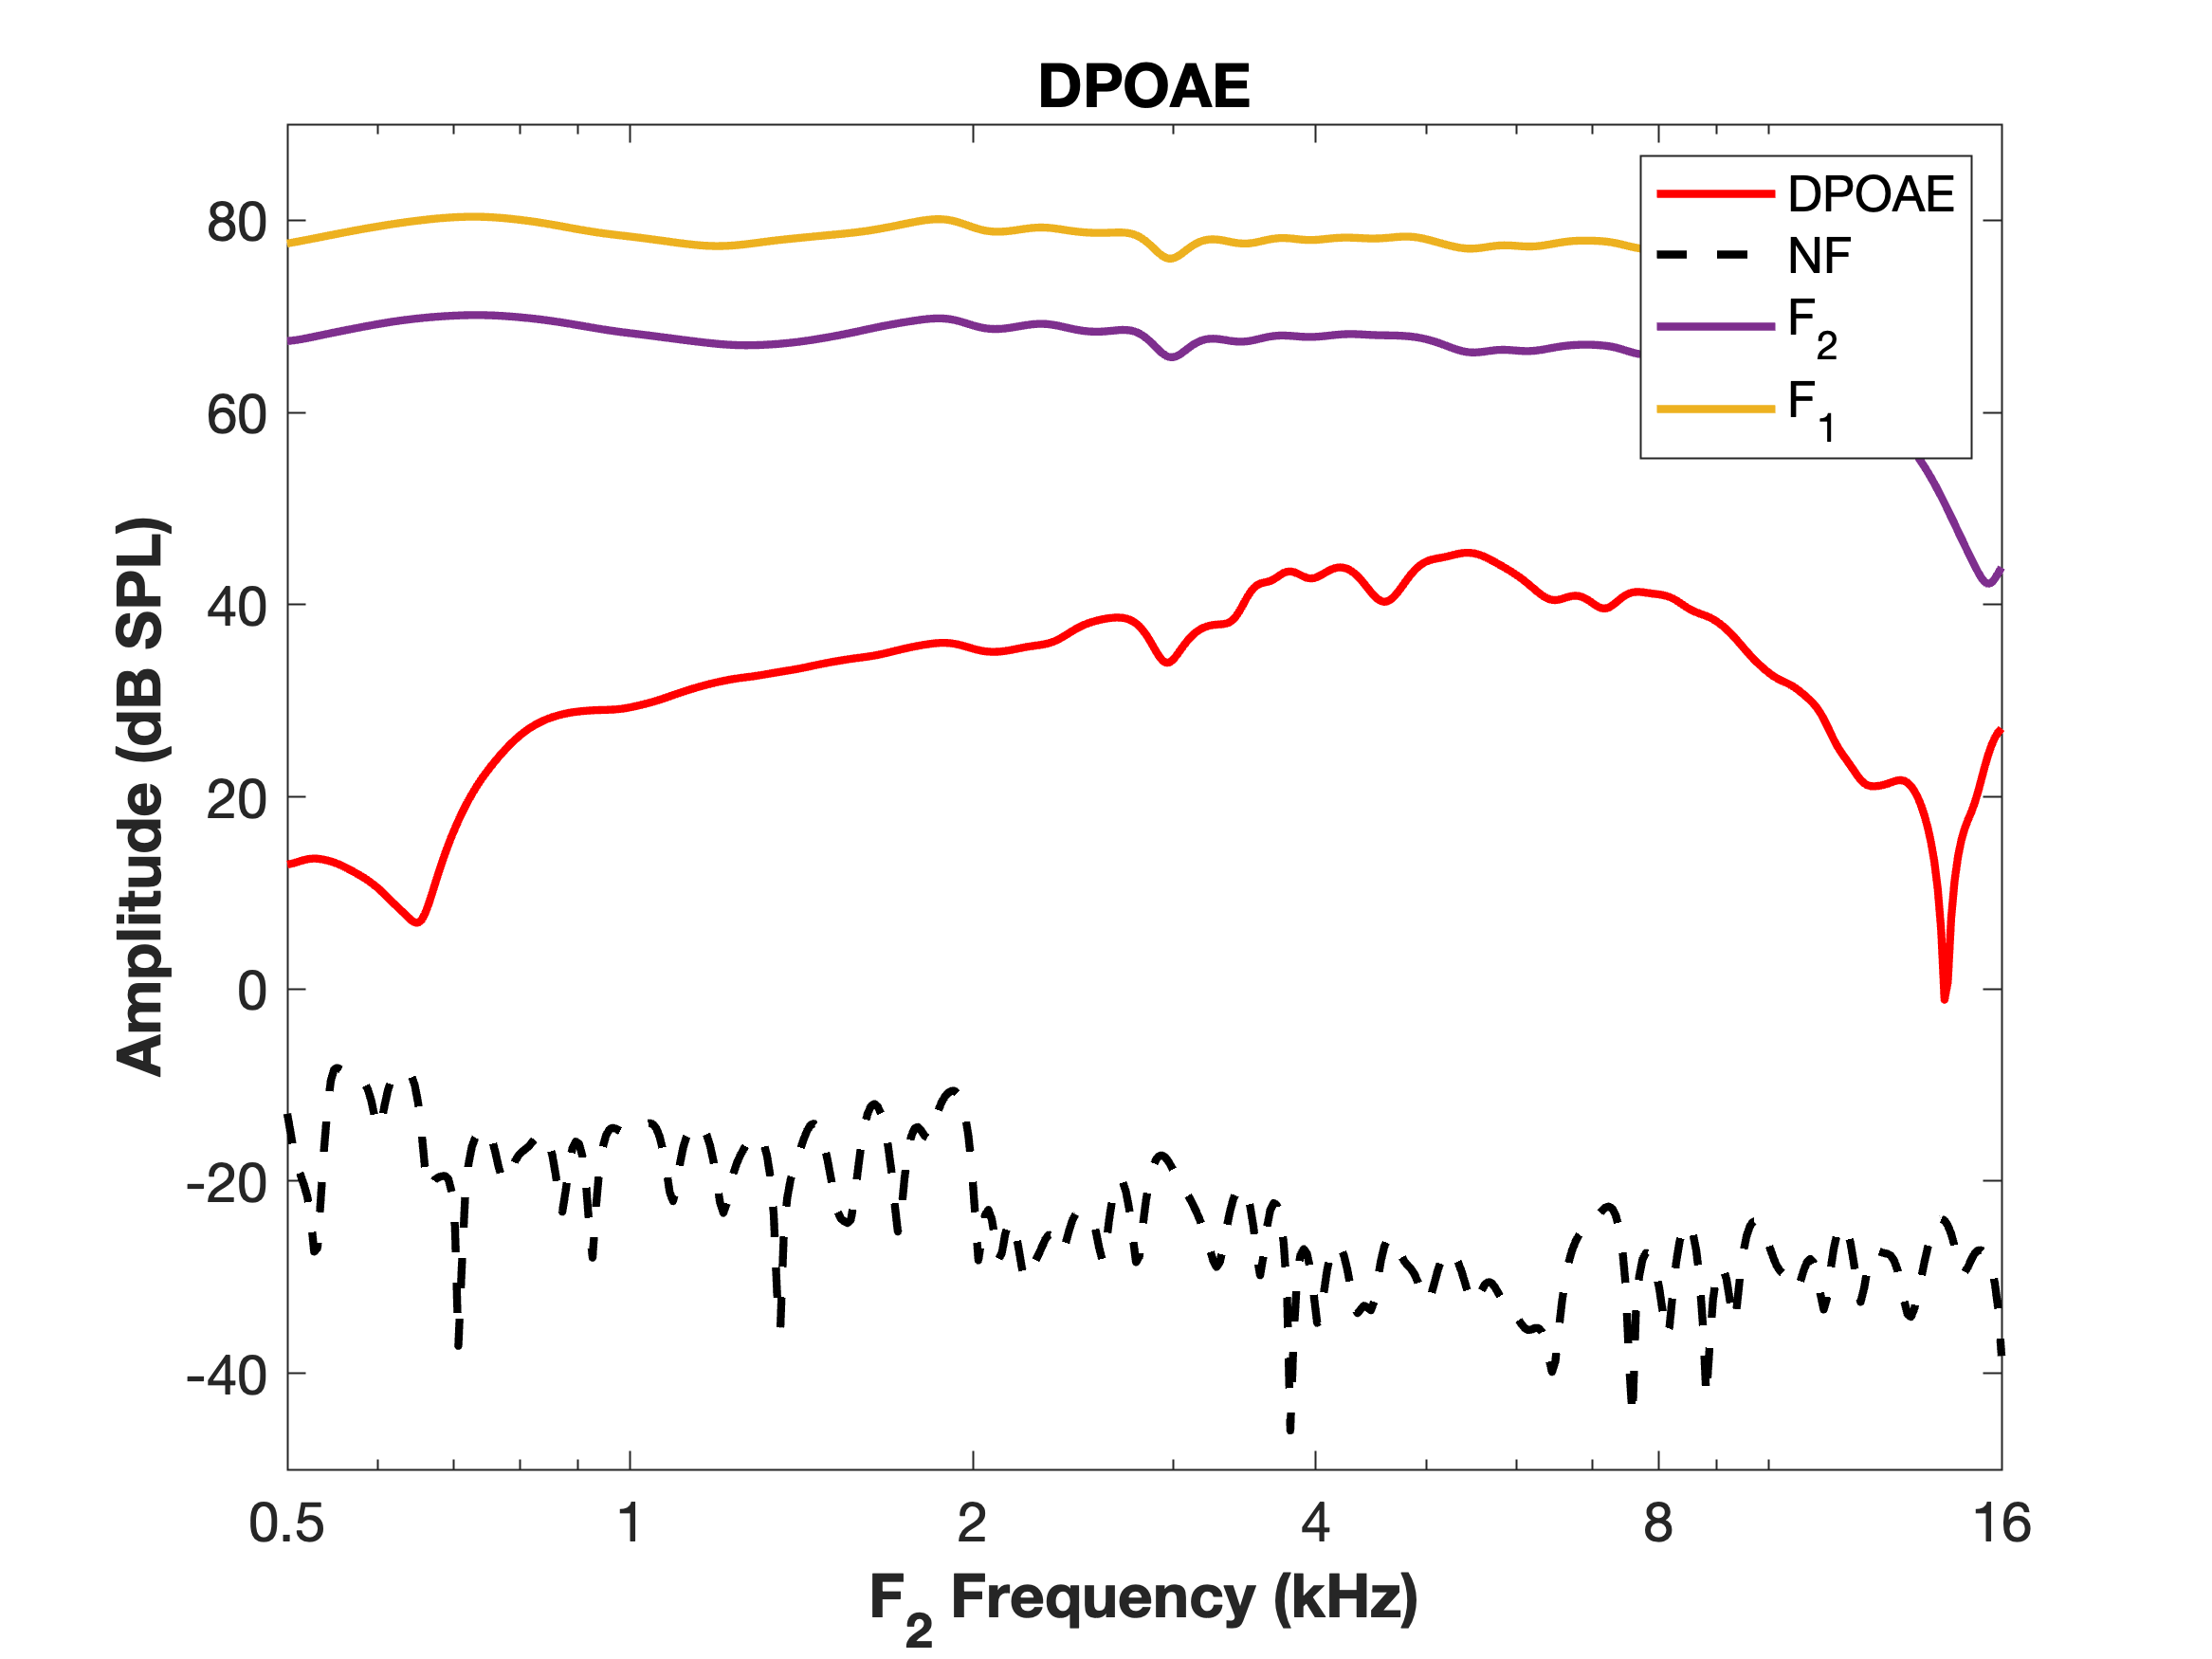 DPOAE
DPOAE
NF
F2
F1
80
60
40
20
0
-20
-40
Amplitude (dB SPL)
0.5 1 2 4 8 16
F2 Frequency (kHz)